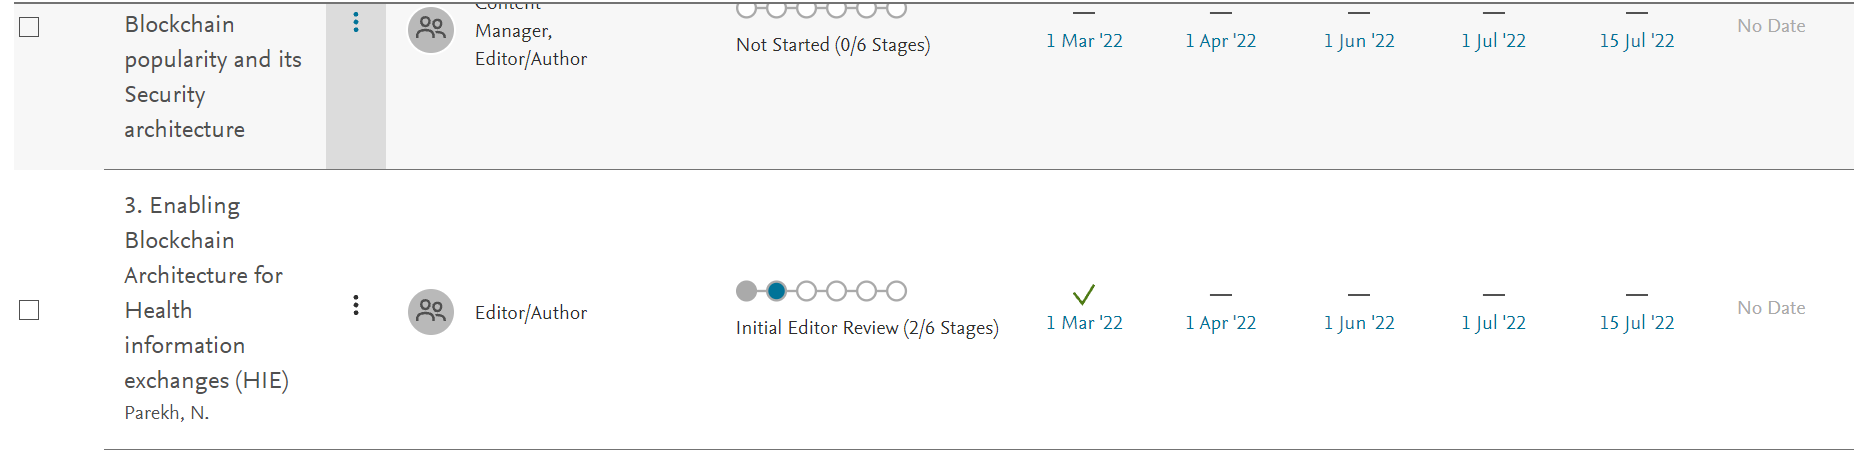 Blockchain
popularity and its
Security
architecture
Content
Manager,
Editor/Author
Not Started (0/6 Stages)
1 Mar '22
1 Apr '22
1 Jun '22
1 Jul '22
15 Jul '22
No Date
3. Enabling
Blockchain
Architecture for
Health
information
exchanges (HIE)
Parekh, N.
Editor/Author
Initial Editor Review (2/6 Stages)
1 Mar '22
1 Apr '22
1 Jun '22
1 Jul '22
15 Jul '22
No Date